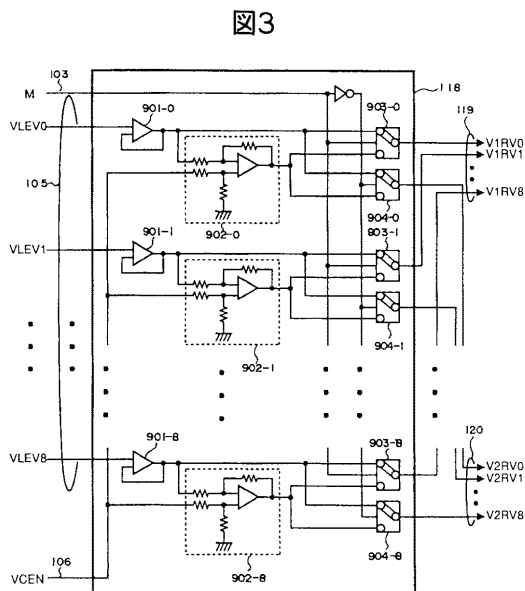 図3
103
M
118
901-0
903-0
119
VLEV0
V1RV0
V1RV1
105
V1RV8
904-0
902-0
901-1
903-1
VLEV1
904-1
902-1
901-8
903-8
120
VLEV8
V2RV0
V2RV1
V2RV8
106
904-8
902-8
VCEN